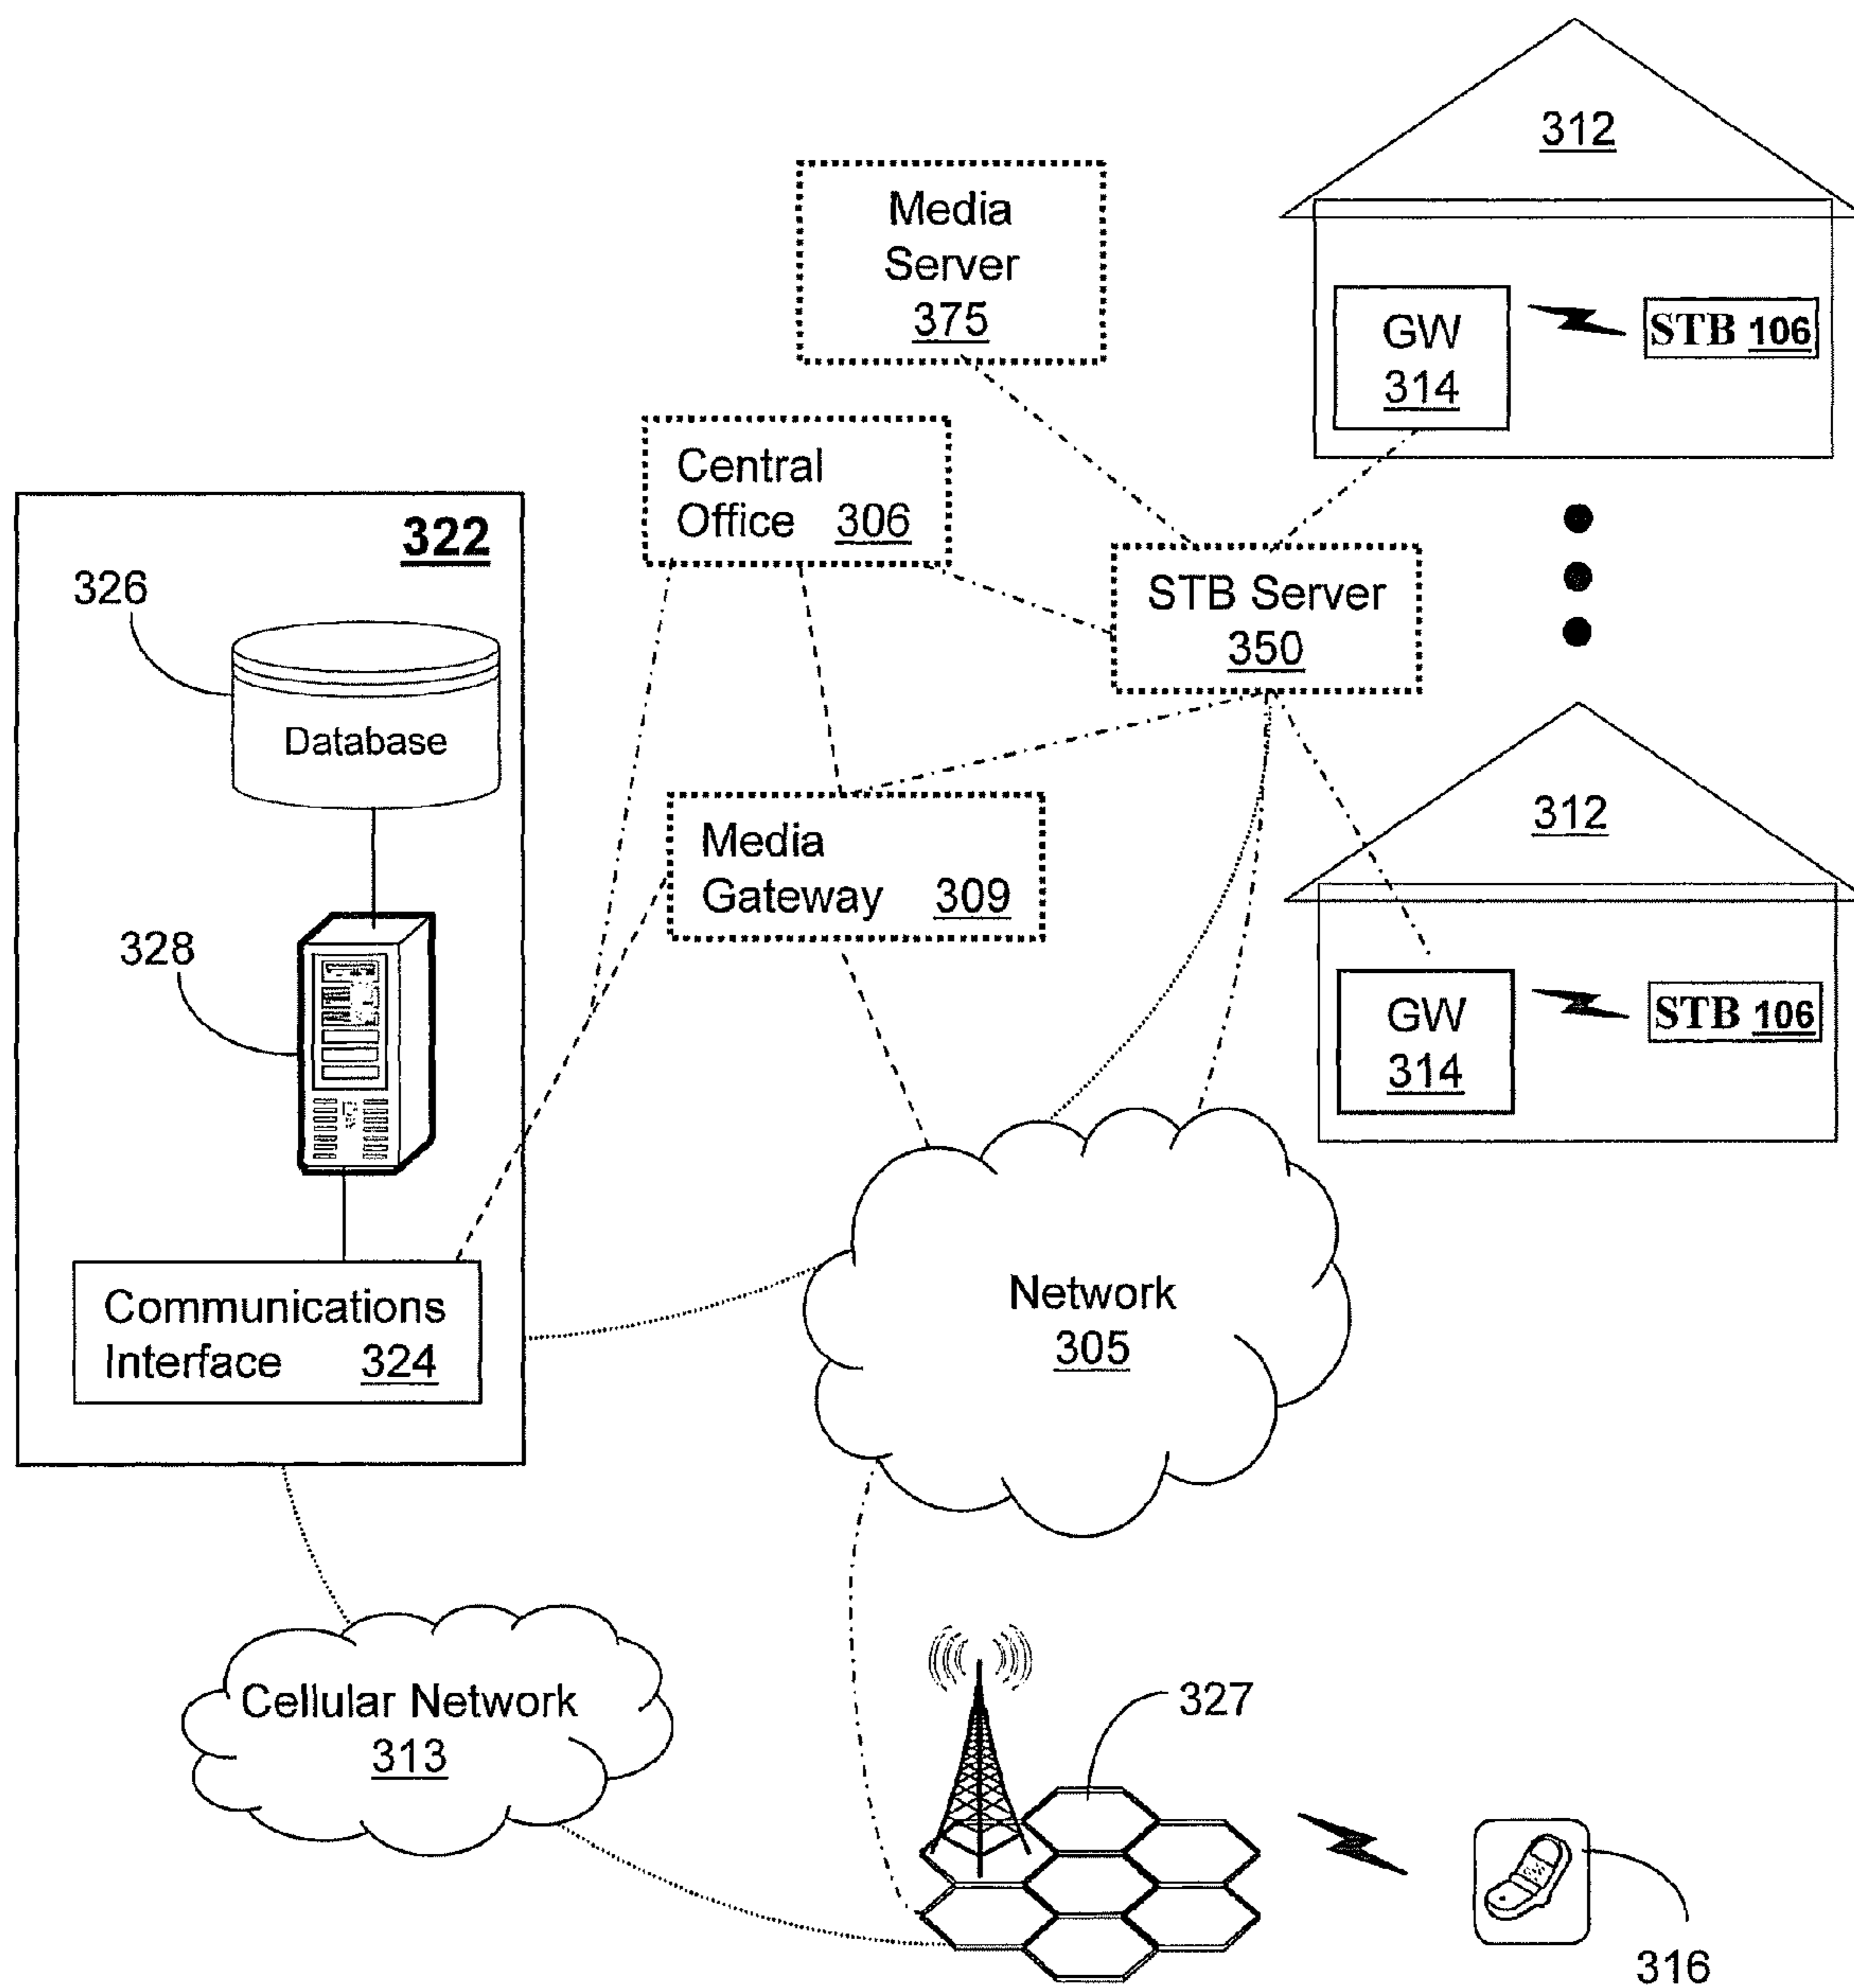 312
Media
Server
375
GW
314
STB 106
Central
Office 306
322
326
STB Server
350
Database
312
Media
Gateway 309
328
GW
314
STB 106
Network
305
Communications
Interface 324
Cellular Network
313
327
316